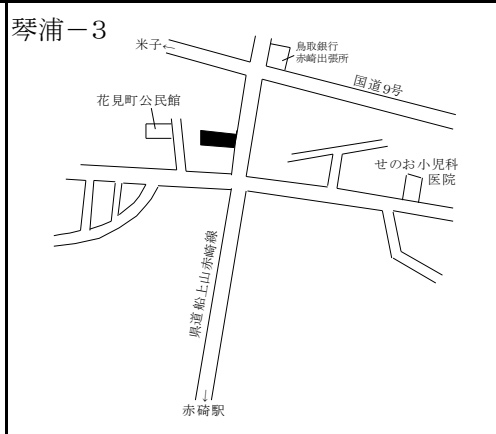 琴浦－3
米子←
鳥取銀行
赤崎出張所
国道9号
花見町公民館
せのお小児科
医院
県道船上山赤崎線
↓
赤碕駅